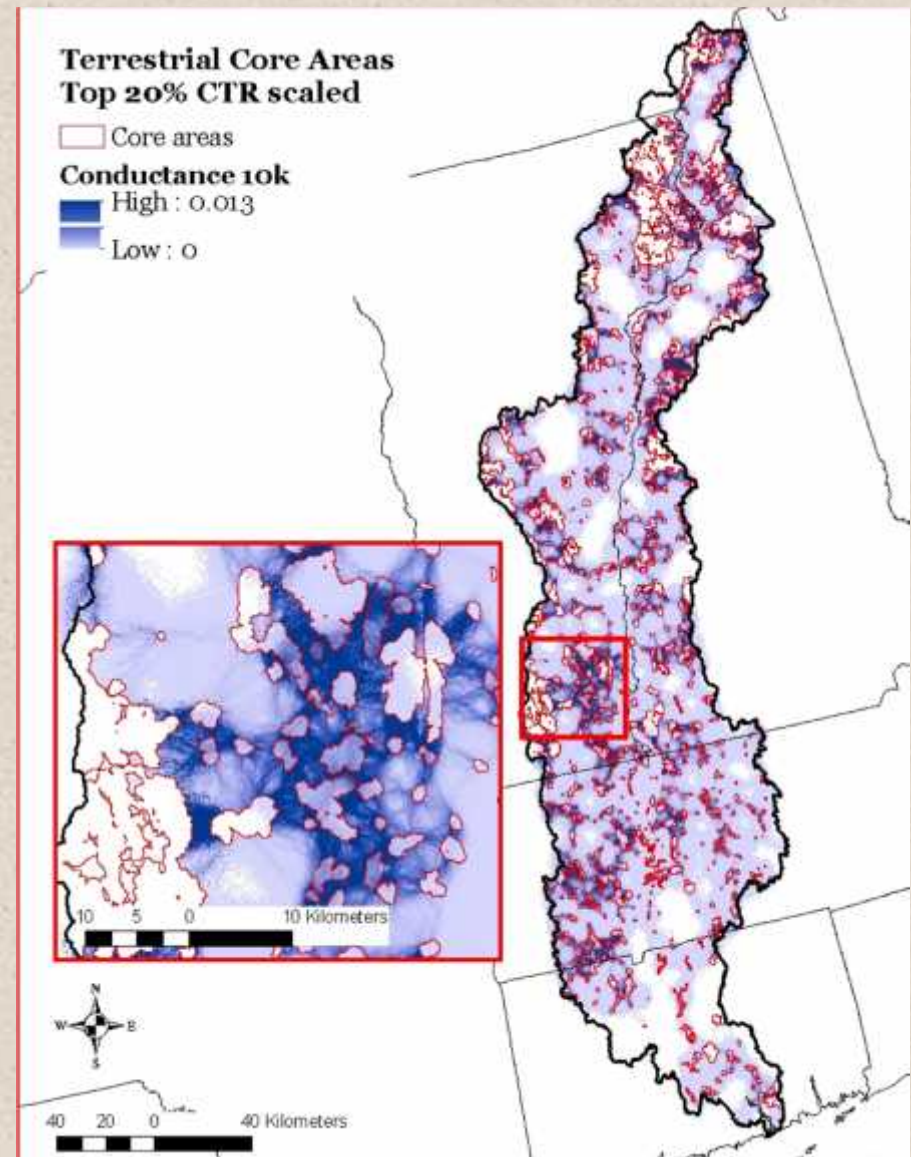 Terrestrial Core Areas
Top 20% CTR scaled
Core areas
Conductance 10k
High : 0.013
Low : 0
10 5 0 10 Kilometers
N
W E
S
40 20 0 40 Kilometers